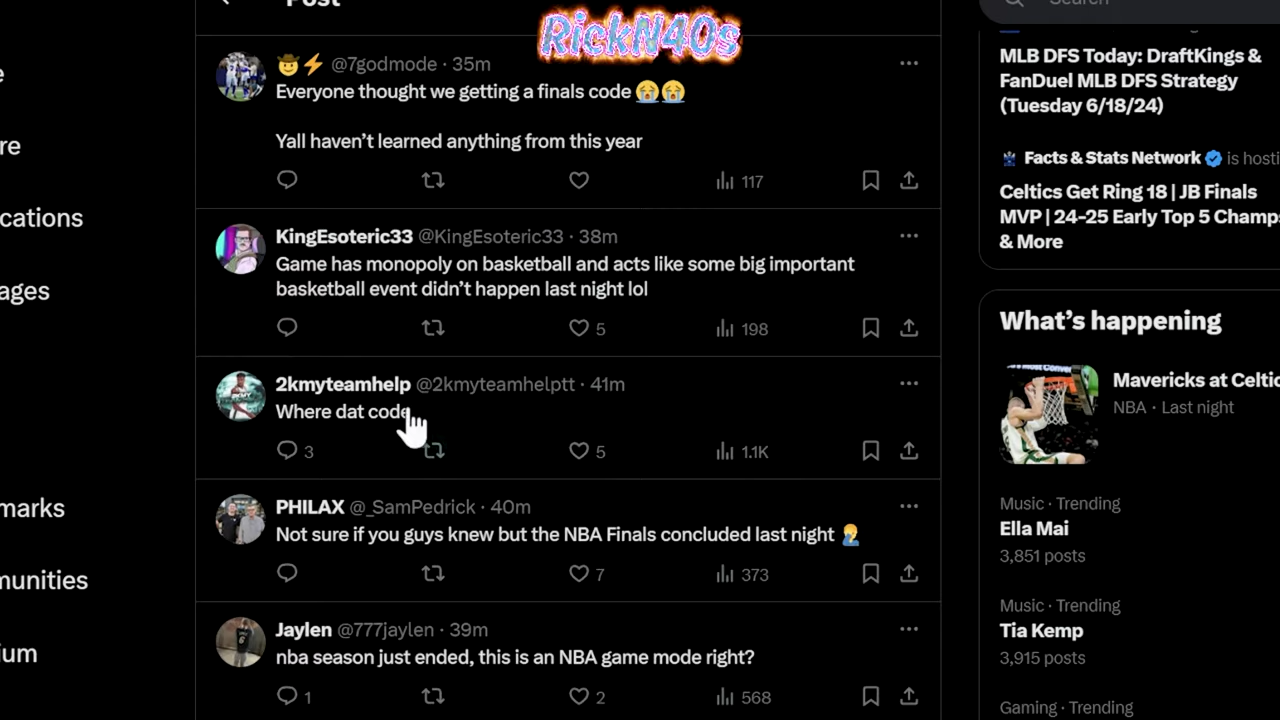 Post
RickN40s
Search
e
re
cations
ages
marks
munities
ium
🤠⚡ @7godmode · 35m
Everyone thought we getting a finals code 😭😭
Yall haven’t learned anything from this year
117
KingEsoteric33 @KingEsoteric33 · 38m
Game has monopoly on basketball and acts like some big important
basketball event didn’t happen last night lol
5 198
2kmyteamhelp @2kmyteamhelptt · 41m
Where dat code
3 5 1.1K
PHILAX @_SamPedrick · 40m
Not sure if you guys knew but the NBA Finals concluded last night 🤦
7 373
Jaylen @777jaylen · 39m
nba season just ended, this is an NBA game mode right?
1 2 568
MLB DFS Today: DraftKings &
FanDuel MLB DFS Strategy
(Tuesday 6/18/24)
Facts & Stats Network is hosti
Celtics Get Ring 18 | JB Finals
MVP | 24-25 Early Top 5 Champs
& More
What’s happening
Mavericks at Celtic
NBA · Last night
Music · Trending
Ella Mai
3,851 posts
Music · Trending
Tia Kemp
3,915 posts
Gaming · Trending